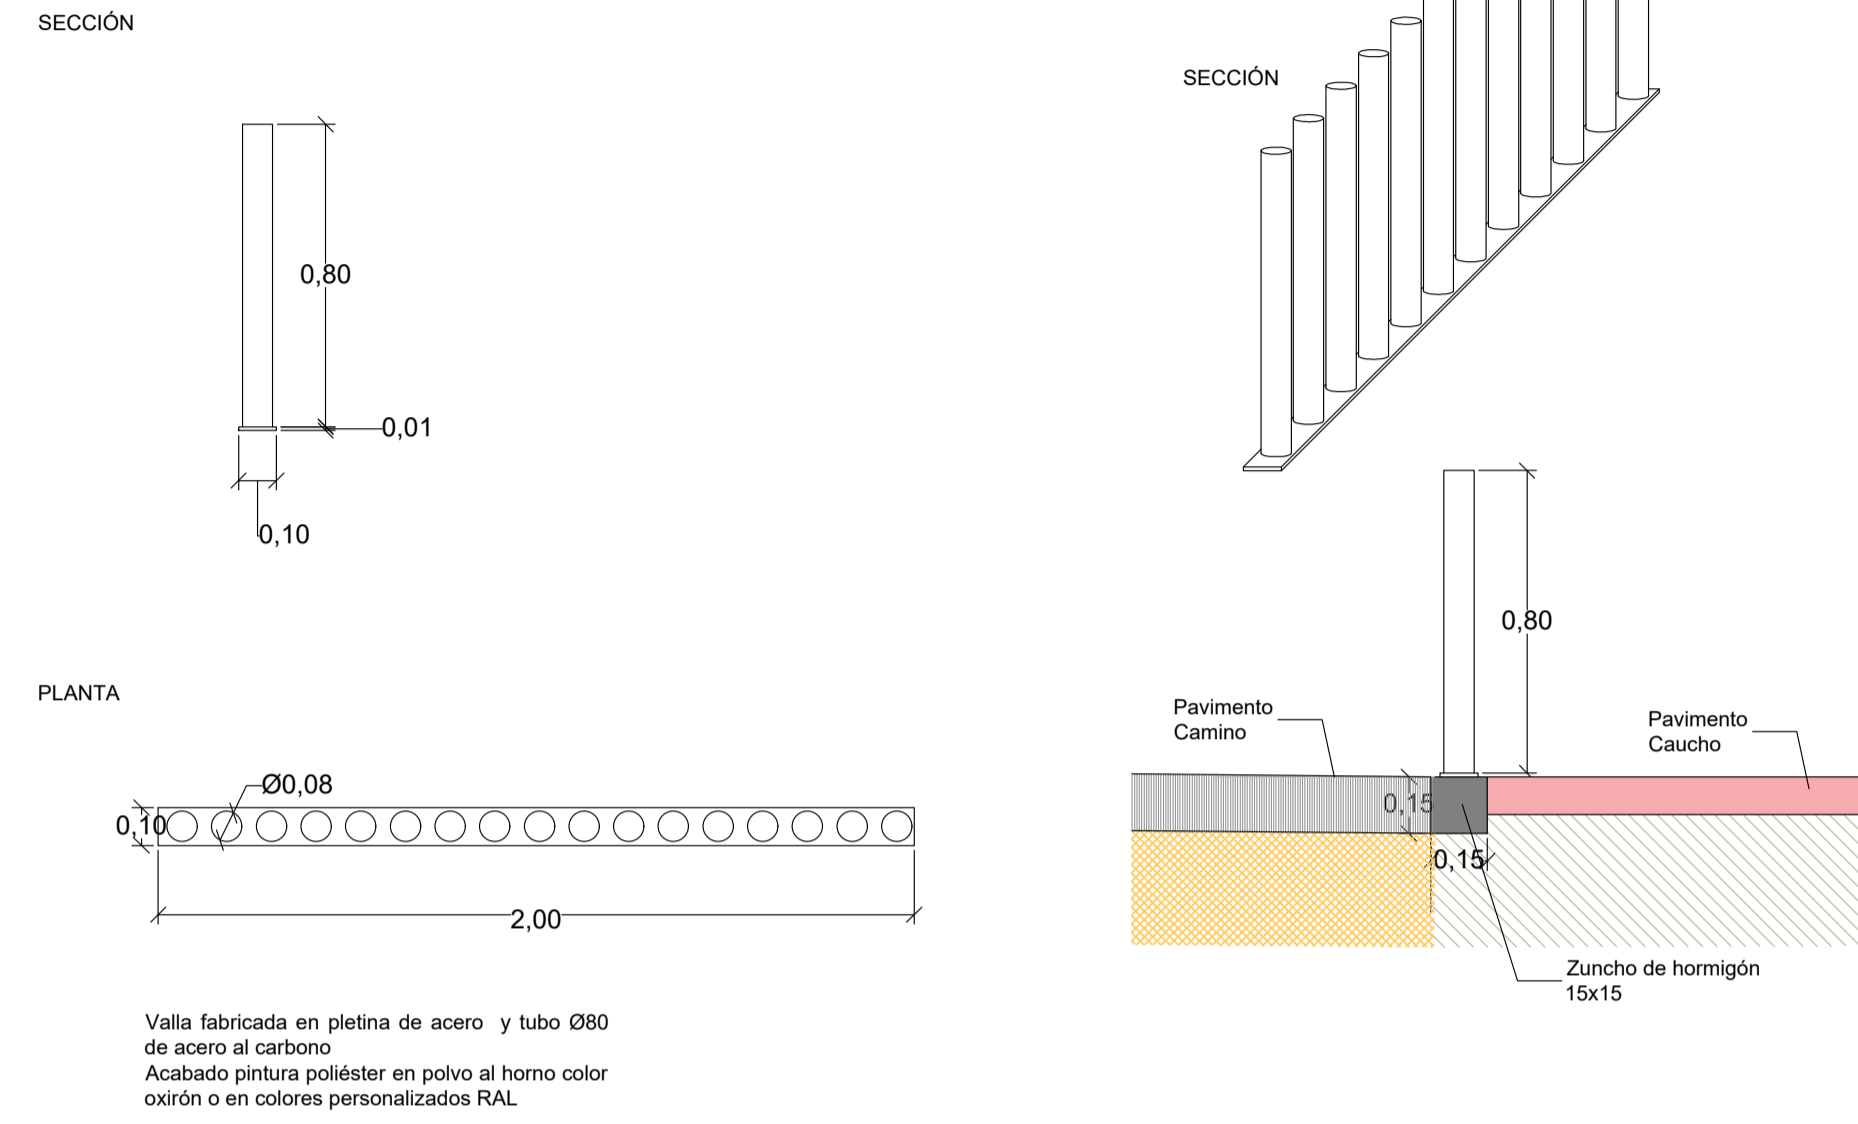 SECCIÓN
0,80
0,01
0,10
PLANTA
Ø0,08
0,10
2,00
Valla fabricada en pletina de acero y tubo Ø80
de acero al carbono
Acabado pintura poliéster en polvo al horno color
oxirón o en colores personalizados RAL
SECCIÓN
0,80
Pavimento
Camino
Pavimento
Caucho
0,15
0,15
Zuncho de hormigón
15x15